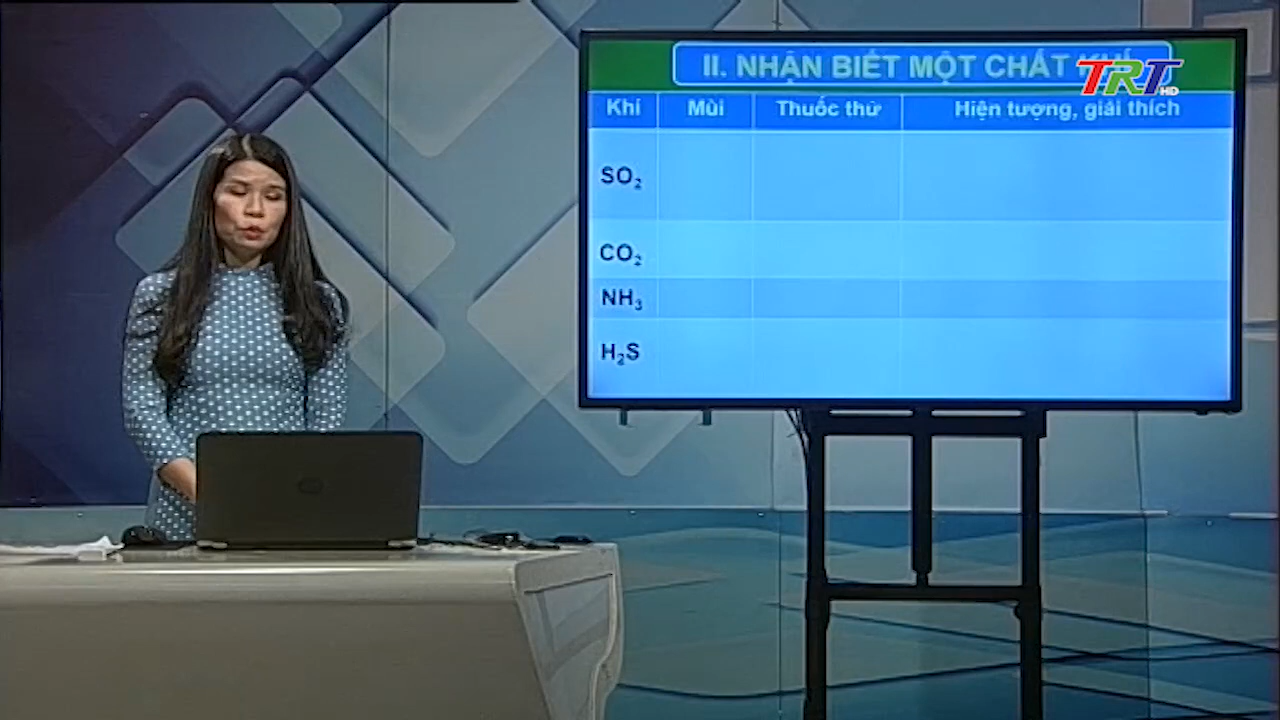 II. NHẬN BIẾT MỘT CHẤT KHÍ
TRT HD
Khí Mùi Thuốc thử Hiện tượng, giải thích
SO₂
CO₂
NH₃
H₂S